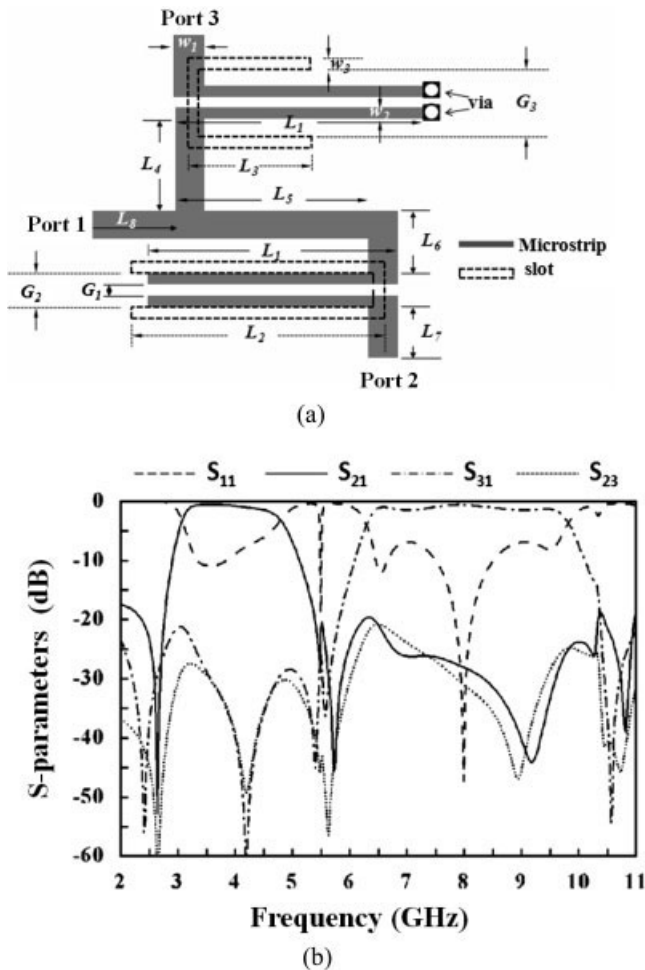 Port 3
w1
w3
w2
via
G3
L1
L4
L3
L5
Port 1
L8
L1
L6
Microstrip
slot
G2
G1
L2
L7
Port 2
(a)
S11 S21 S31 S23
0
-10
-20
-30
-40
-50
-60
S-parameters (dB)
2 3 4 5 6 7 8 9 10 11
Frequency (GHz)
(b)